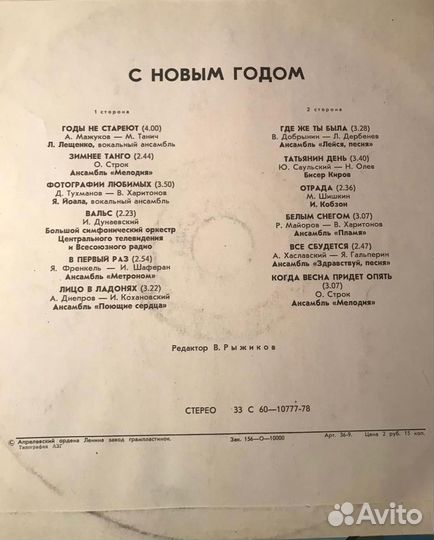 С НОВЫМ ГОДОМ
1 сторона
ГОДЫ НЕ СТАРЕЮТ (4.00)
А. Мажуков — М. Танич
Л. Лещенко, вокальный ансамбль
ЗИМНЕЕ ТАНГО (2.44)
О. Строк
Ансамбль «Мелодия»
ФОТОГРАФИИ ЛЮБИМЫХ (3.50)
Д. Тухманов — В. Харитонов
Я. Йоала, вокальный ансамбль
ВАЛЬС (2.23)
И. Дунаевский
Большой симфонический оркестр
Центрального телевидения
и Всесоюзного радио
В ПЕРВЫЙ РАЗ (2.54)
Я. Френкель — И. Шаферан
Ансамбль «Метроном»
ЛИЦО В ЛАДОНЯХ (3.22)
А. Днепров — И. Кохановский
Ансамбль «Поющие сердца»
2 сторона
ГДЕ ЖЕ ТЫ БЫЛА (3.28)
В. Добрынин — Л. Дербенев
Ансамбль «Лейся, песня»
ТАТЬЯНИН ДЕНЬ (3.40)
Ю. Саульский — Н. Олев
Бисер Киров
ОТРАДА (2.36)
М. Шишкин
И. Кобзон
БЕЛЫМ СНЕГОМ (3.07)
Р. Майоров — В. Харитонов
Ансамбль «Пламя»
ВСЕ СБУДЕТСЯ (2.47)
А. Хаславский — Я. Гальперин
Ансамбль «Здравствуй, песня»
КОГДА ВЕСНА ПРИДЕТ ОПЯТЬ
(3.07)
О. Строк
Ансамбль «Мелодия»
Редактор В. Рыжиков
СТЕРЕО 33 С 60—10777-78
© Апрелевский ордена Ленина завод грампластинок. Зак. 156—О—10000 Арт. 36-9. Цена 2 руб. 15 коп.
Типография АЗГ
Avito